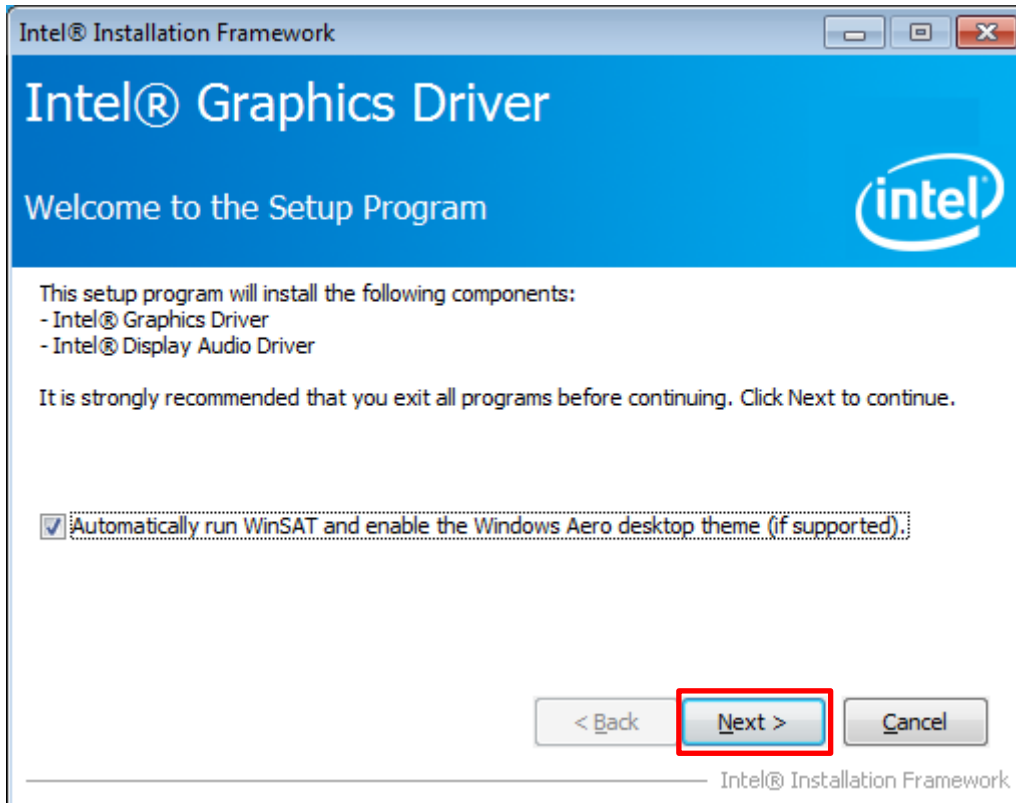 Intel® Installation Framework
Intel® Graphics Driver
Welcome to the Setup Program
intel
This setup program will install the following components:
- Intel® Graphics Driver
- Intel® Display Audio Driver
It is strongly recommended that you exit all programs before continuing. Click Next to continue.
Automatically run WinSAT and enable the Windows Aero desktop theme (if supported).
< Back Next > Cancel
Intel® Installation Framework